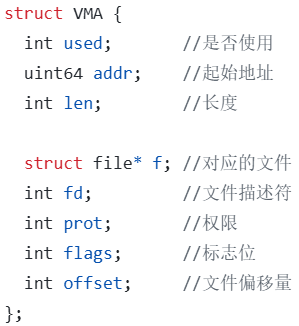 struct VMA {
  int used;       //是否使用
  uint64 addr;    //起始地址
  int len;        //长度

  struct file* f; //对应的文件
  int fd;         //文件描述符
  int prot;       //权限
  int flags;      //标志位
  int offset;     //文件偏移量
};